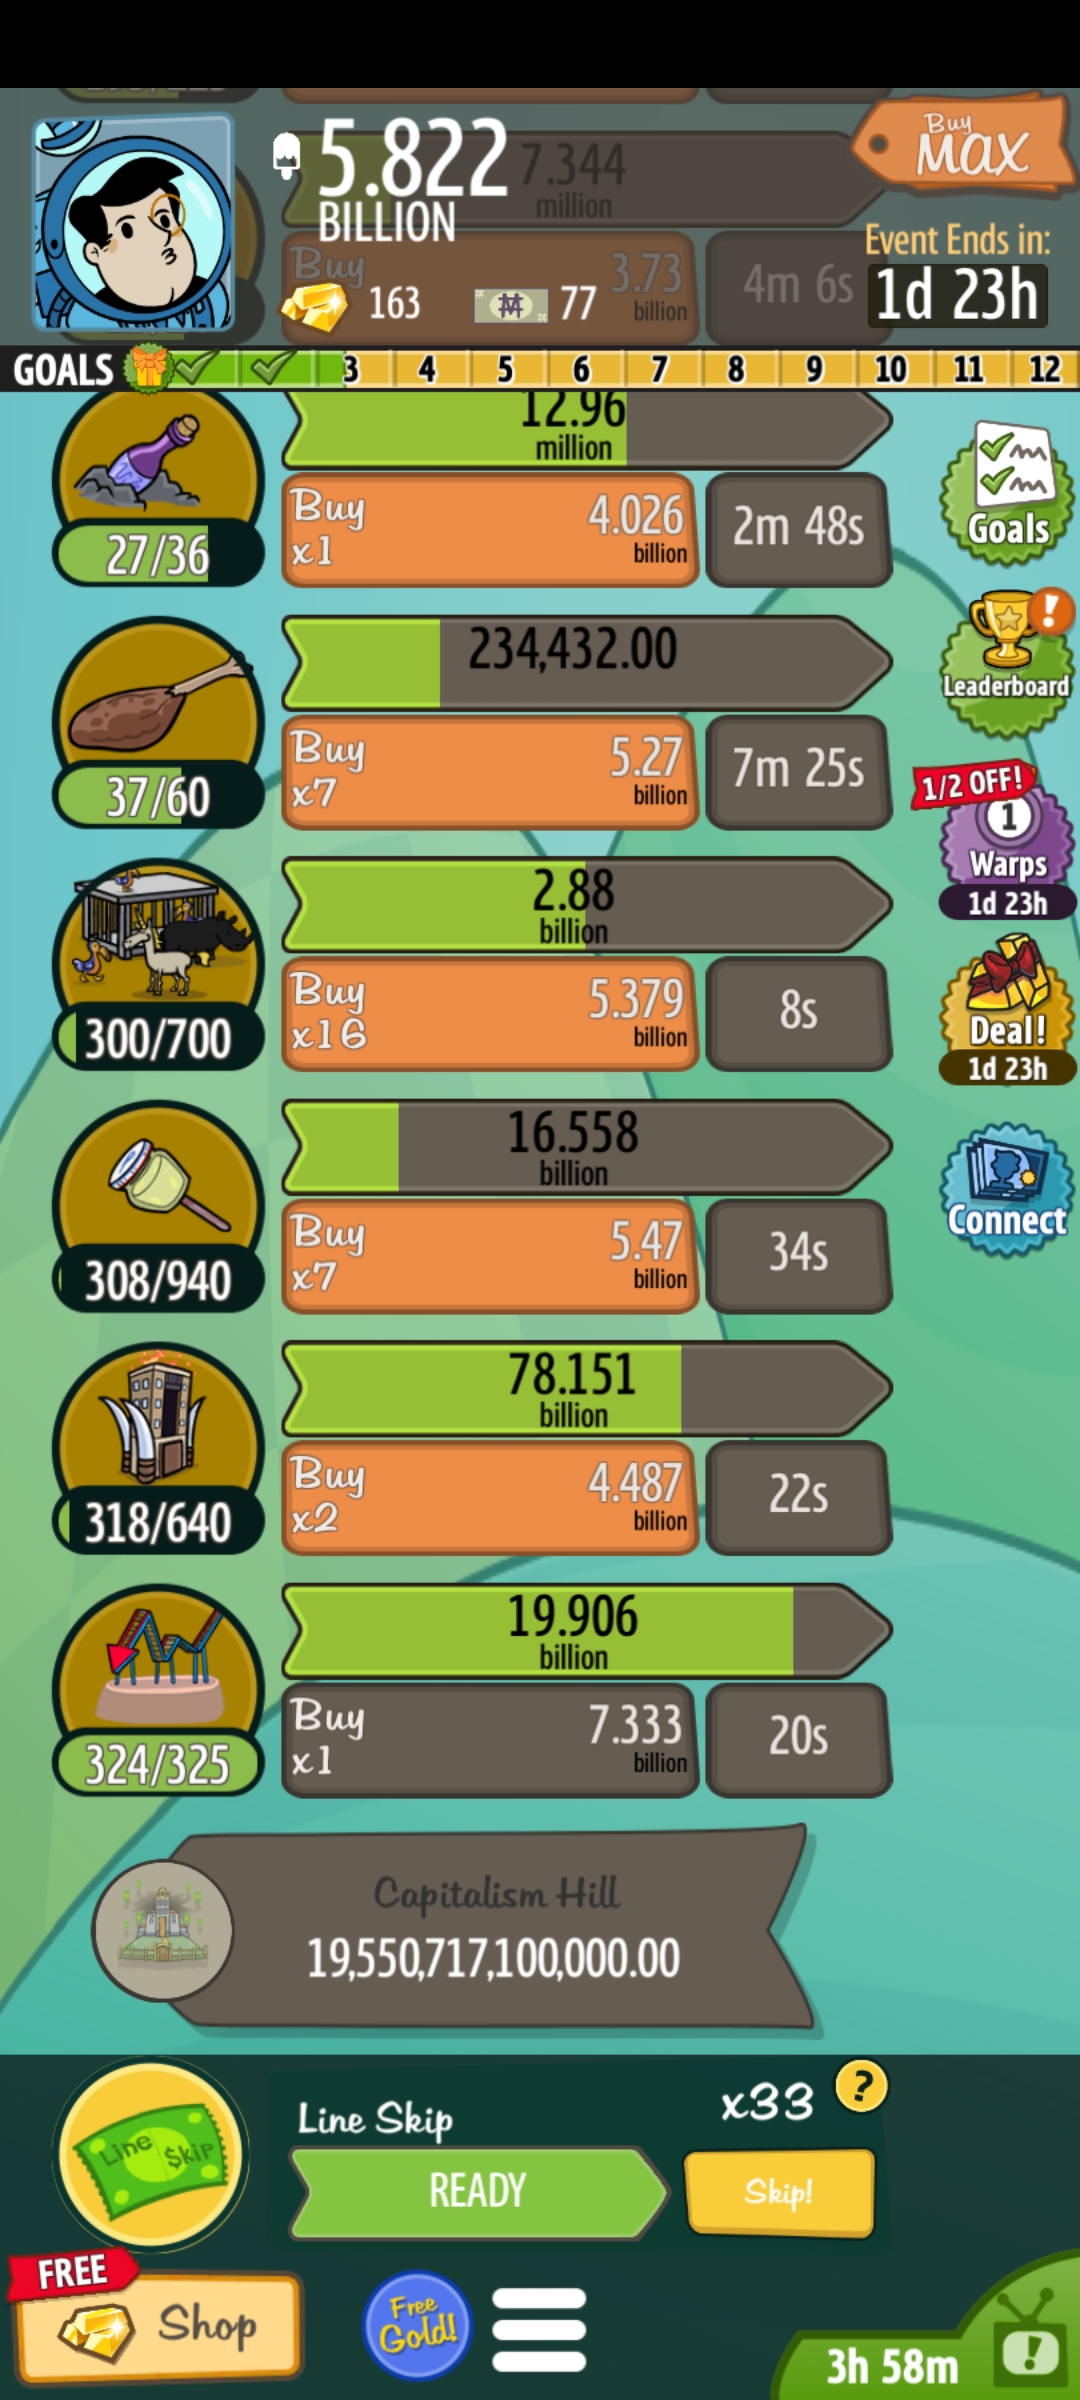 5.822
BILLION
7.344
million
Buy
MAX
Buy
3.73
billion
4m 6s
163
77
Event Ends in:
1d 23h
GOALS
3
4
5
6
7
8
9
10
11
12
12.96
million
27/36
Buy
x1
4.026
billion
2m 48s
Goals
234,432.00
37/60
Buy
x7
5.27
billion
7m 25s
Leaderboard
1/2 OFF!
1
Warps
1d 23h
2.88
billion
300/700
Buy
x16
5.379
billion
8s
Deal!
1d 23h
16.558
billion
308/940
Buy
x7
5.47
billion
34s
Connect
78.151
billion
318/640
Buy
x2
4.487
billion
22s
19.906
billion
324/325
Buy
x1
7.333
billion
20s
Capitalism Hill
19,550,717,100,000.00
Line $kip
Line Skip
x33
?
READY
Skip!
FREE
Shop
Free
Gold!
3h 58m